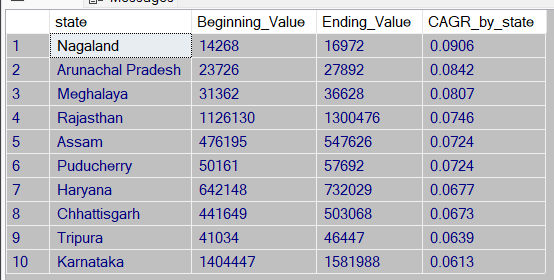 Messages
state Beginning_Value Ending_Value CAGR_by_state
1 Nagaland 14268 16972 0.0906
2 Arunachal Pradesh 23726 27892 0.0842
3 Meghalaya 31362 36628 0.0807
4 Rajasthan 1126130 1300476 0.0746
5 Assam 476195 547626 0.0724
6 Puducherry 50161 57692 0.0724
7 Haryana 642148 732029 0.0677
8 Chhattisgarh 441649 503068 0.0673
9 Tripura 41034 46447 0.0639
10 Karnataka 1404447 1581988 0.0613